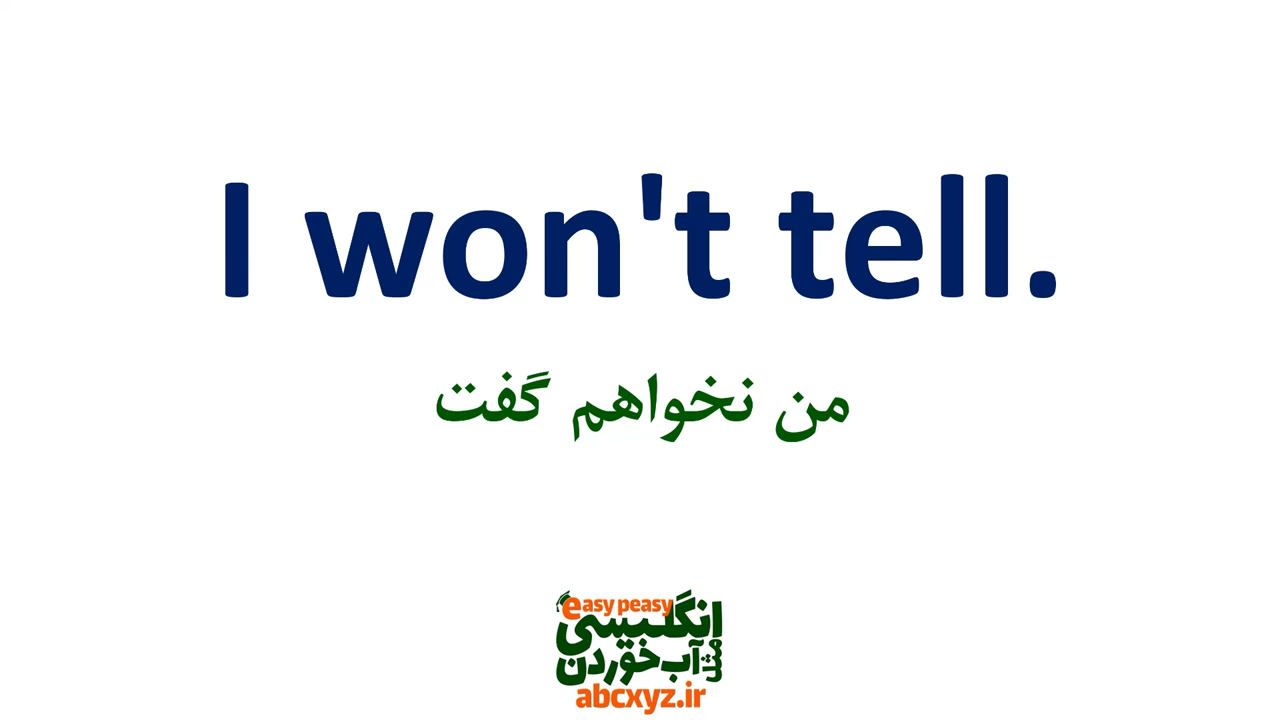 I won't tell.
من نخواهم گفت
easy peasy
انگلیسی
مثل آب خوردن
abcxyz.ir